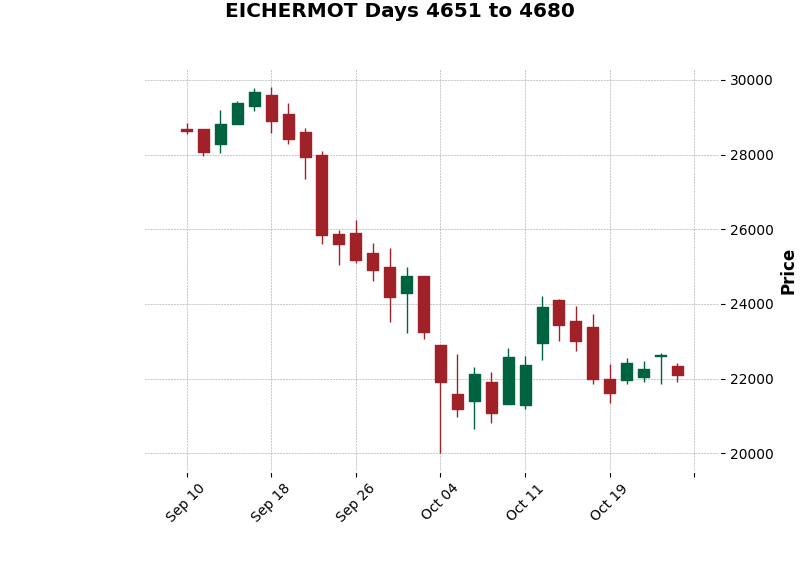 EICHERMOT Days 4651 to 4680
30000
28000
26000
24000
22000
20000
Price
Sep 10
Sep 18
Sep 26
Oct 04
Oct 11
Oct 19